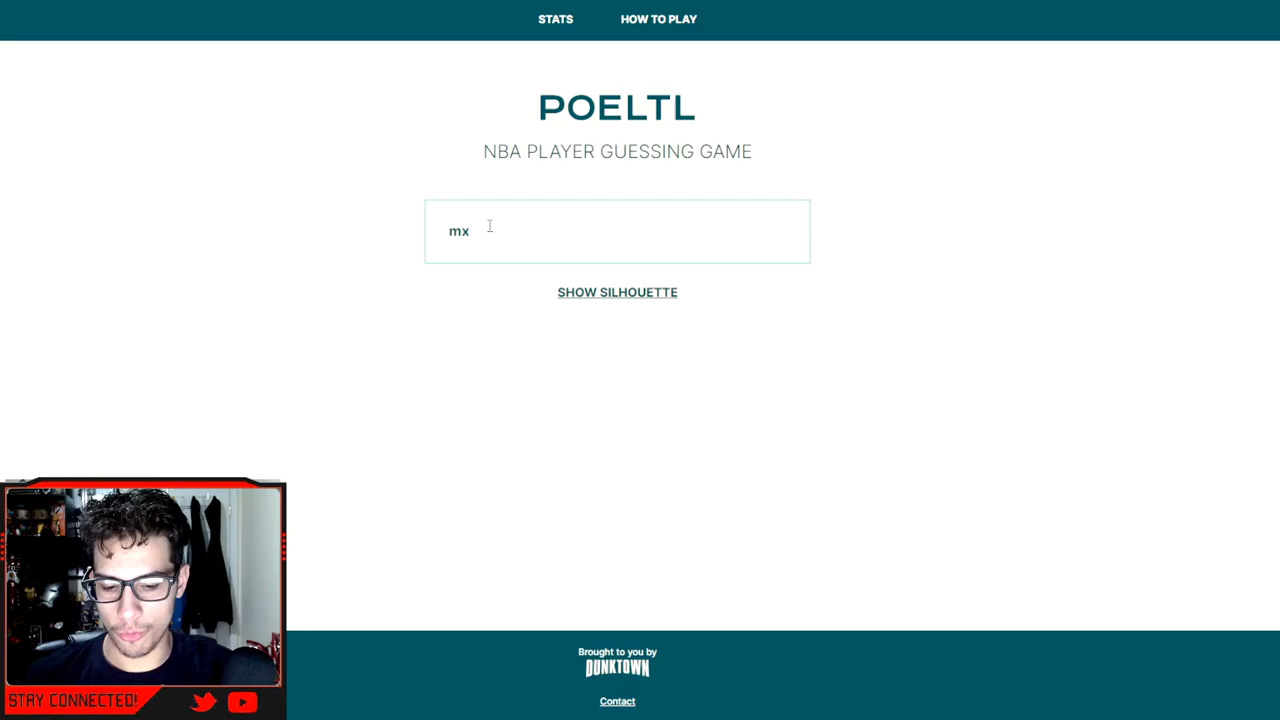 STATS HOW TO PLAY
POELTL
NBA PLAYER GUESSING GAME
mx
SHOW SILHOUETTE
Brought to you by
DUNKTOWN
Contact
STAY CONNECTED!